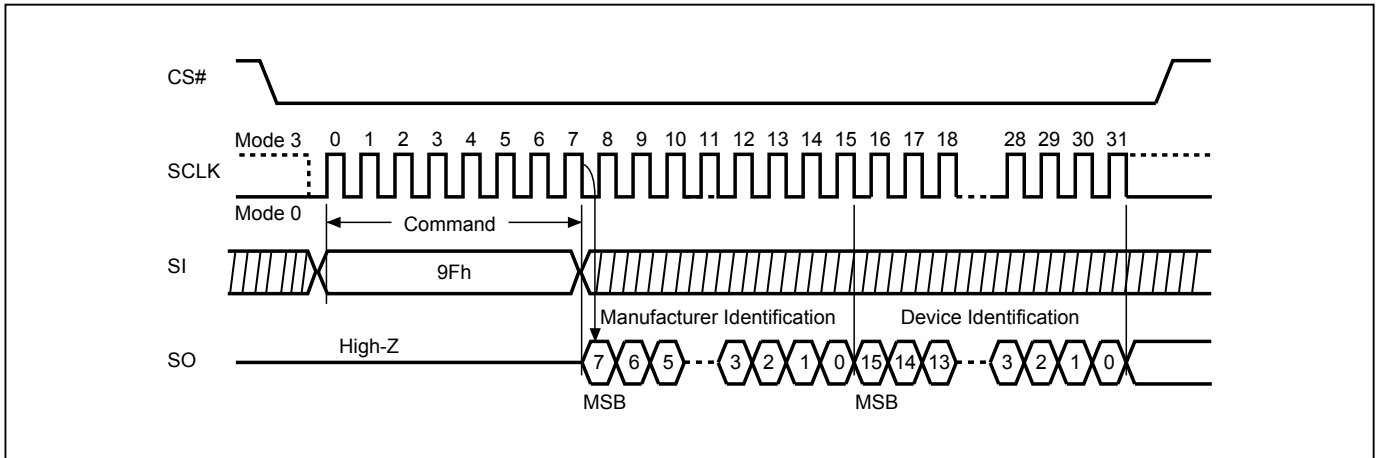 CS#
Mode 3 0 1 2 3 4 5 6 7 8 9 10 11 12 13 14 15 16 17 18 28 29 30 31
SCLK
Mode 0
Command
SI 9Fh
Manufacturer Identification Device Identification
High-Z
SO 7 6 5 3 2 1 0 15 14 13 3 2 1 0
MSB MSB